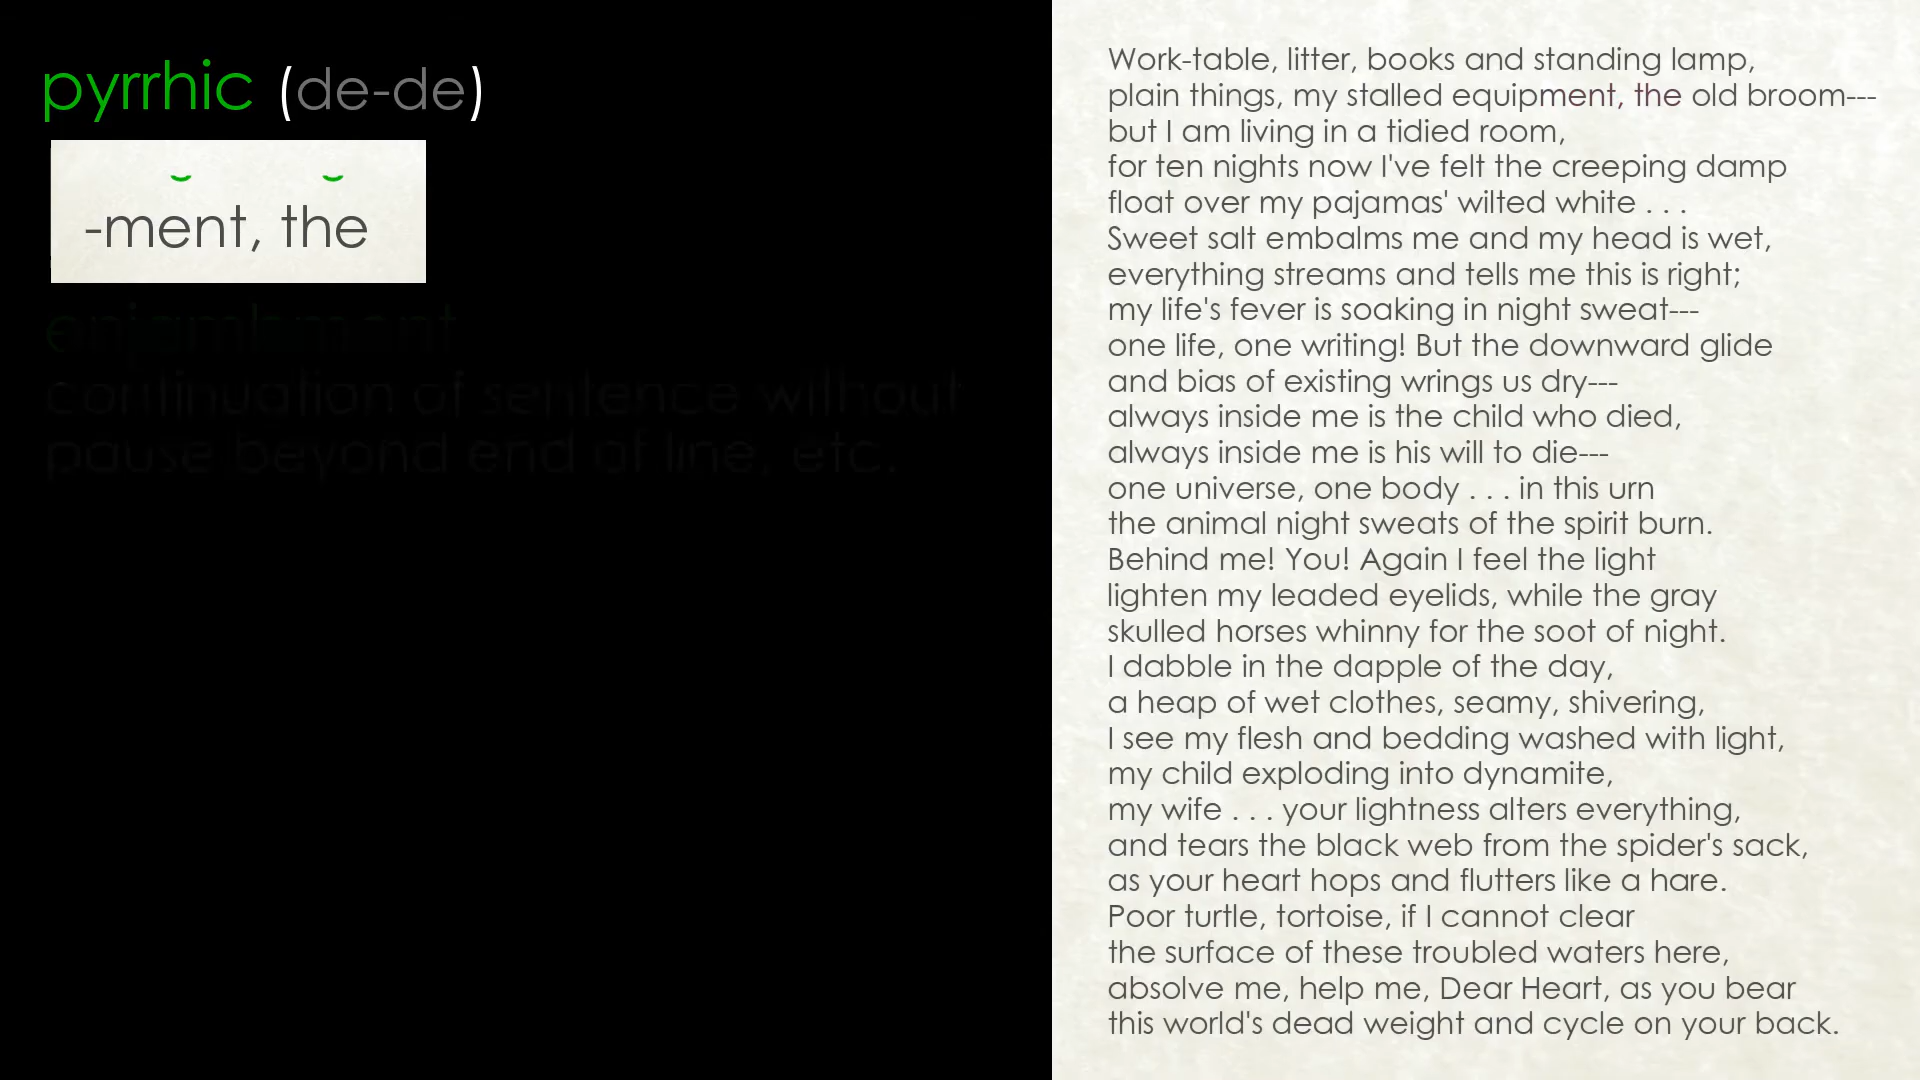 pyrrhic (de-de)
-ment, the
enjambment
continuation of sentence without
pause beyond end of line, etc.
Work-table, litter, books and standing lamp,
plain things, my stalled equipment, the old broom---
but I am living in a tidied room,
for ten nights now I've felt the creeping damp
float over my pajamas' wilted white . . .
Sweet salt embalms me and my head is wet,
everything streams and tells me this is right;
my life's fever is soaking in night sweat---
one life, one writing! But the downward glide
and bias of existing wrings us dry---
always inside me is the child who died,
always inside me is his will to die---
one universe, one body . . . in this urn
the animal night sweats of the spirit burn.
Behind me! You! Again I feel the light
lighten my leaded eyelids, while the gray
skulled horses whinny for the soot of night.
I dabble in the dapple of the day,
a heap of wet clothes, seamy, shivering,
I see my flesh and bedding washed with light,
my child exploding into dynamite,
my wife . . . your lightness alters everything,
and tears the black web from the spider's sack,
as your heart hops and flutters like a hare.
Poor turtle, tortoise, if I cannot clear
the surface of these troubled waters here,
absolve me, help me, Dear Heart, as you bear
this world's dead weight and cycle on your back.